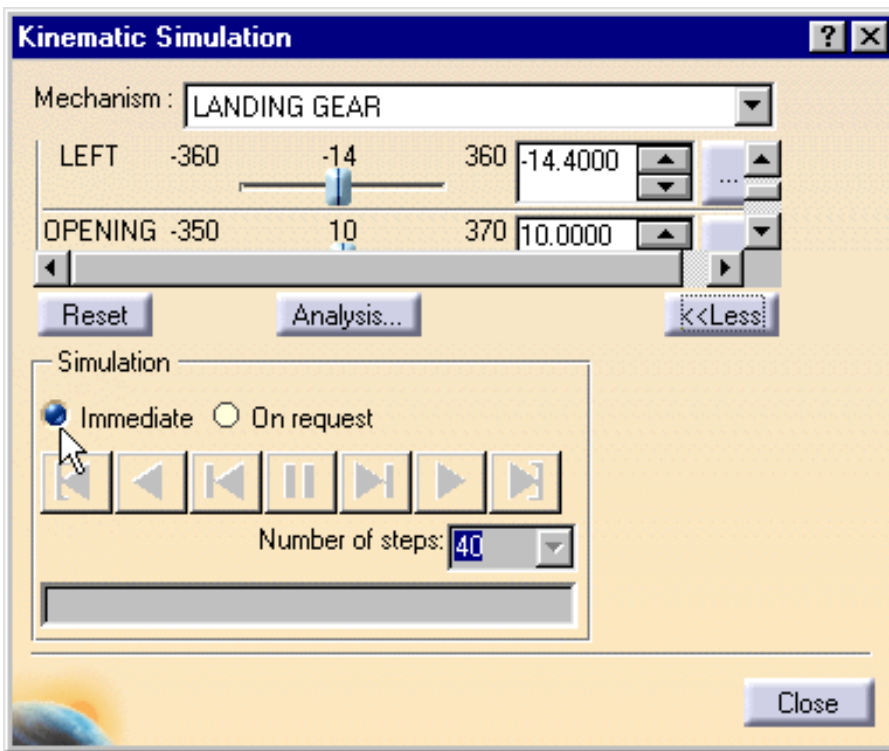 Kinematic Simulation
Mechanism : LANDING GEAR
LEFT -360 -14 360 -14.4000 ...
OPENING -350 10 370 10.0000
Reset Analysis... <<Less
Simulation
Immediate On request
Number of steps: 40
Close